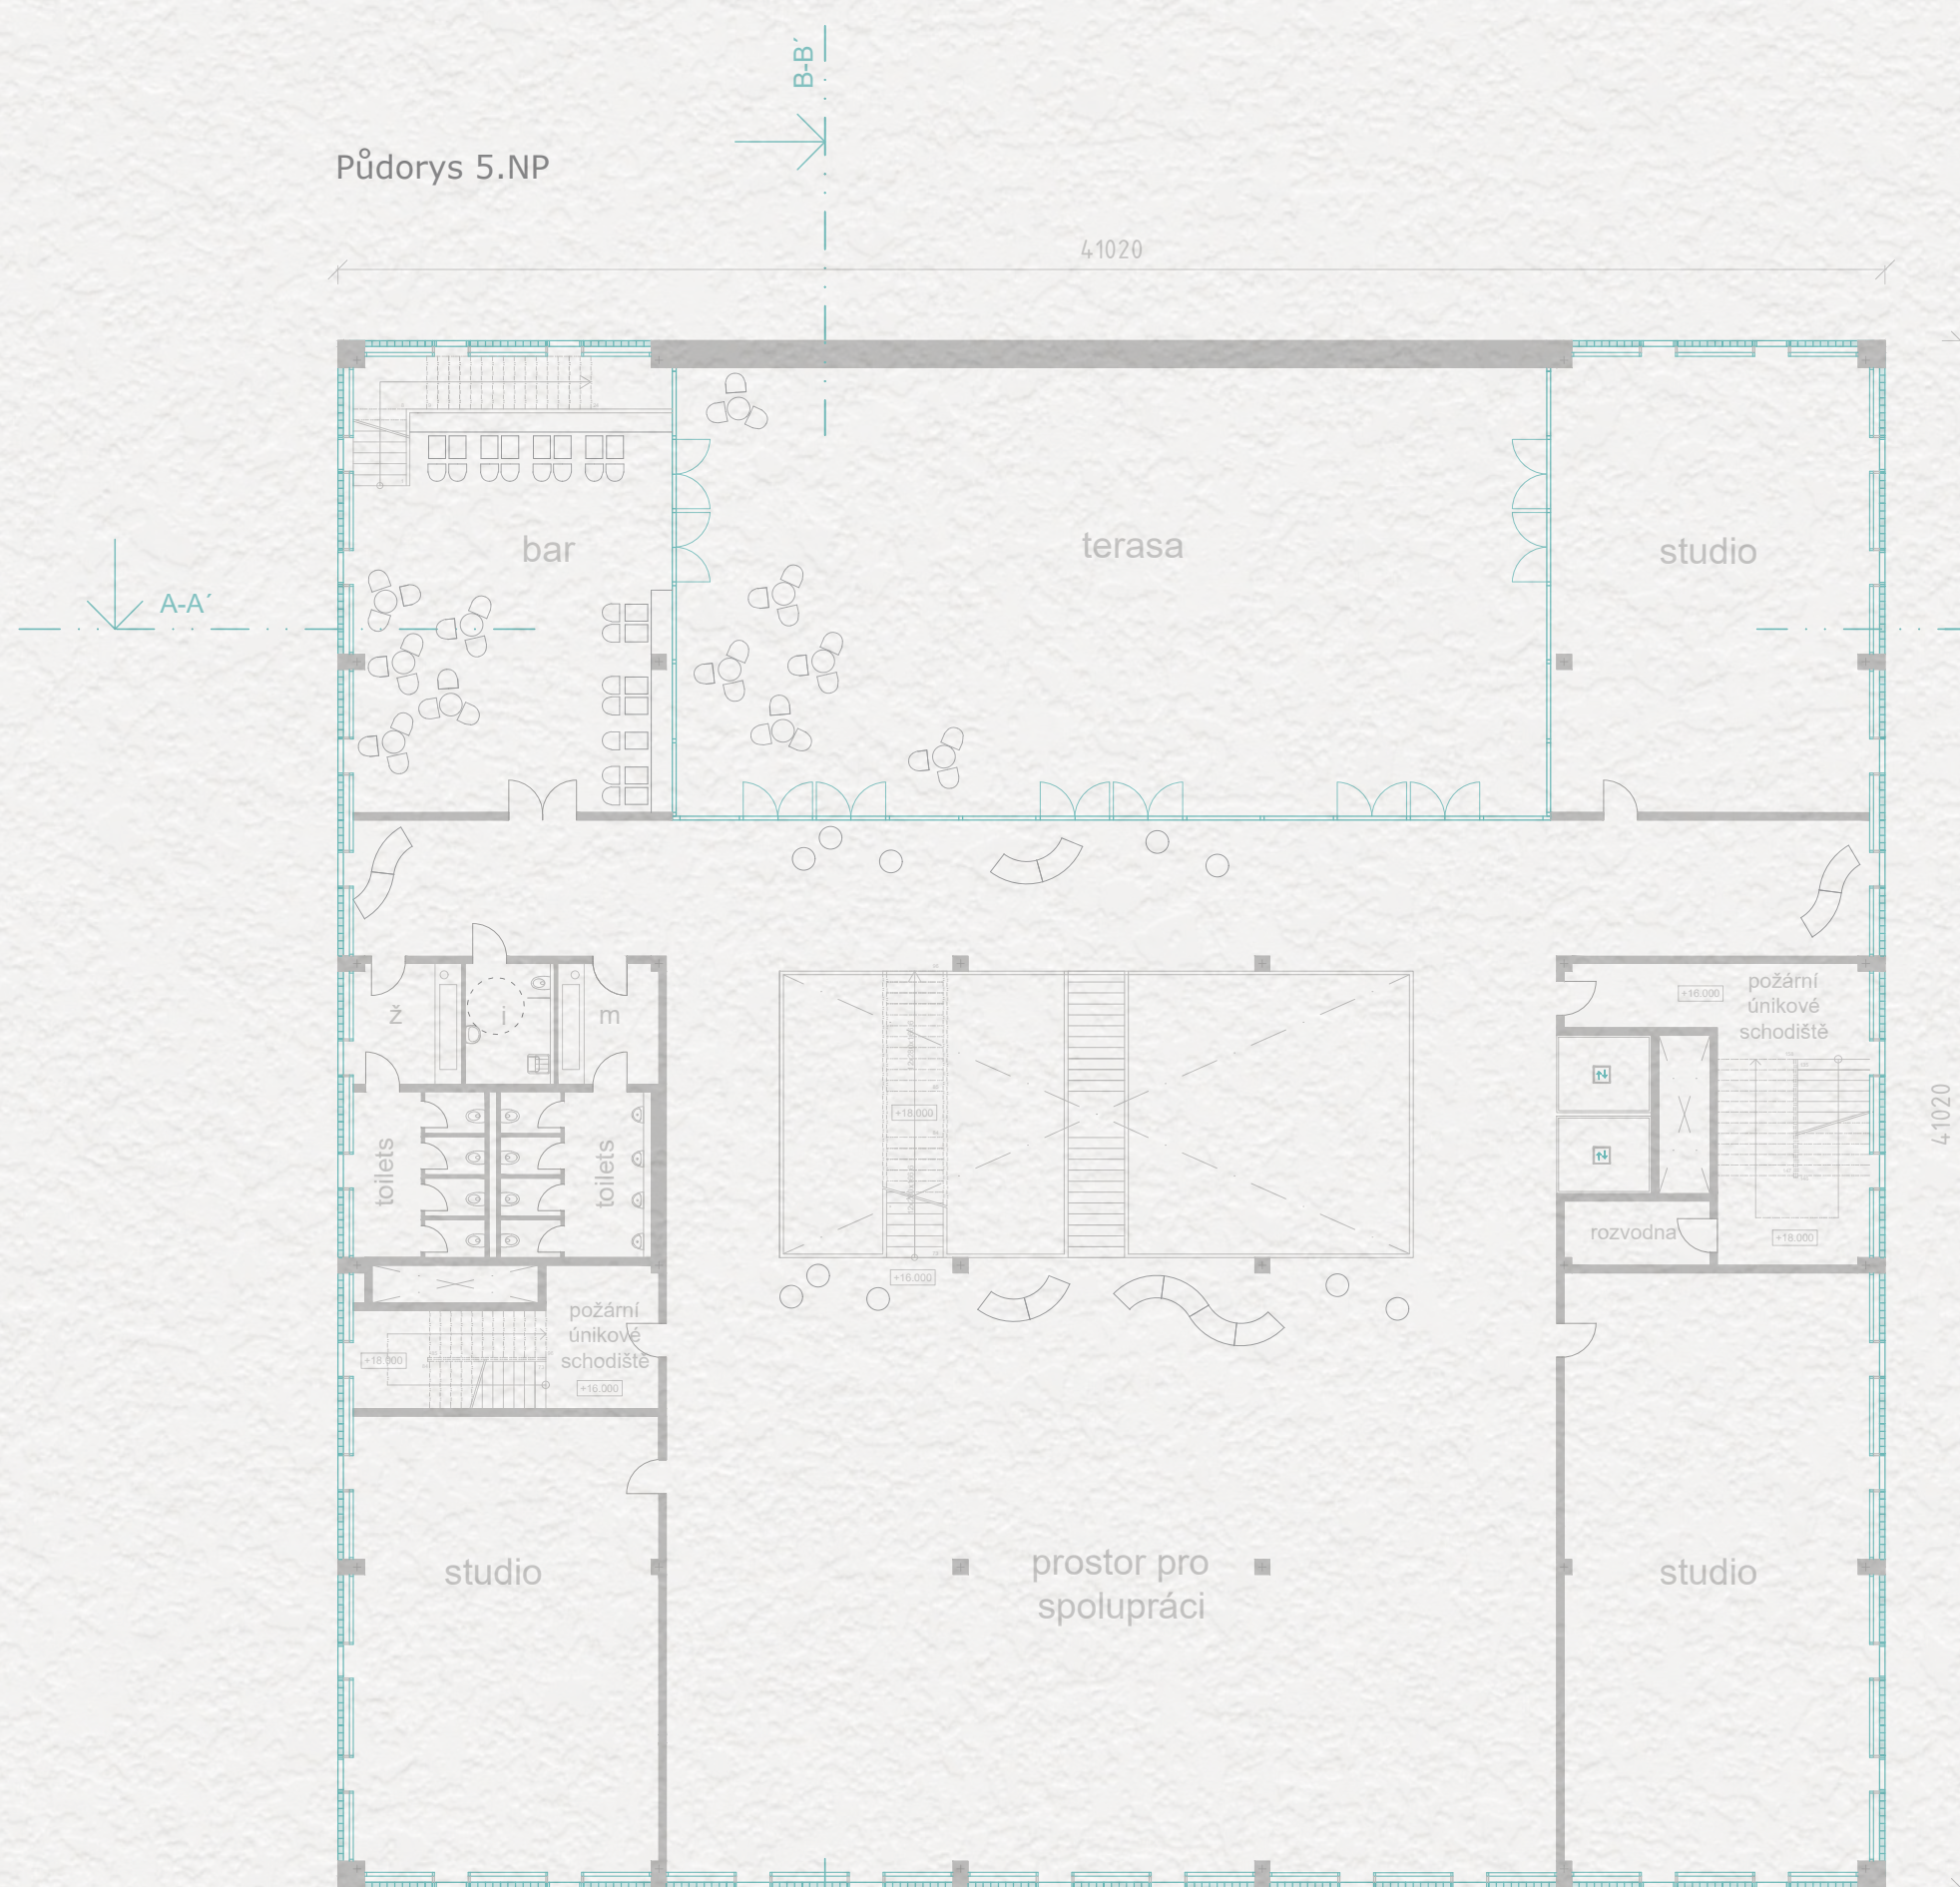 B-B´
Půdorys 5.NP
41020
bar
terasa
studio
A-A´
ž
i
m
+16.000
požární
únikové
schodiště
+18.000
41020
toilets
toilets
rozvodna
+18.000
+16.000
požární
únikové
schodiště
+18.000
+16.000
studio
prostor pro
spolupráci
studio